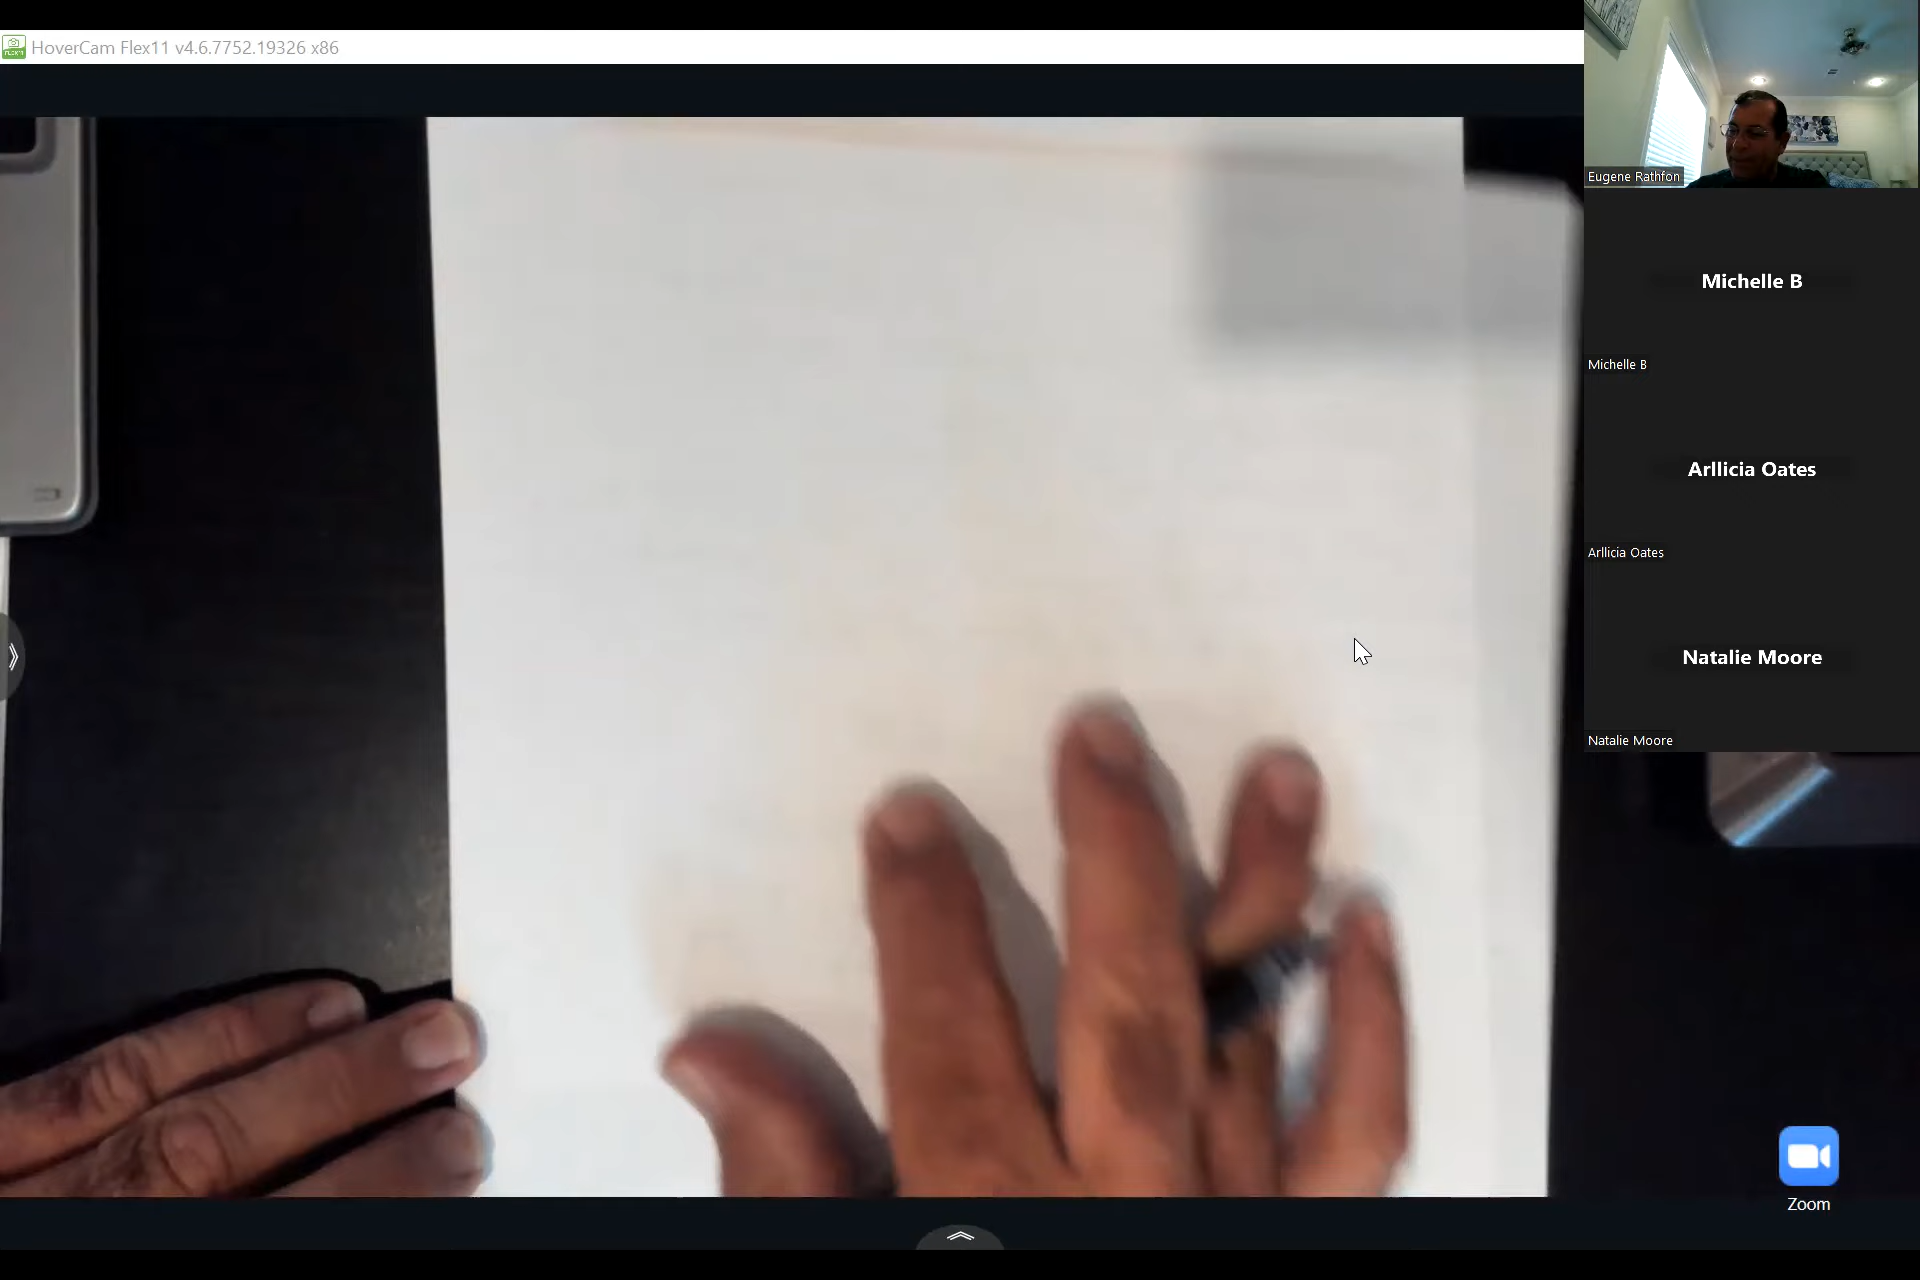 HoverCam Flex11 v4.6.7752.19326 x86
Eugene Rathfon
Michelle B
Michelle B
Arllicia Oates
Arllicia Oates
Natalie Moore
Natalie Moore
Zoom